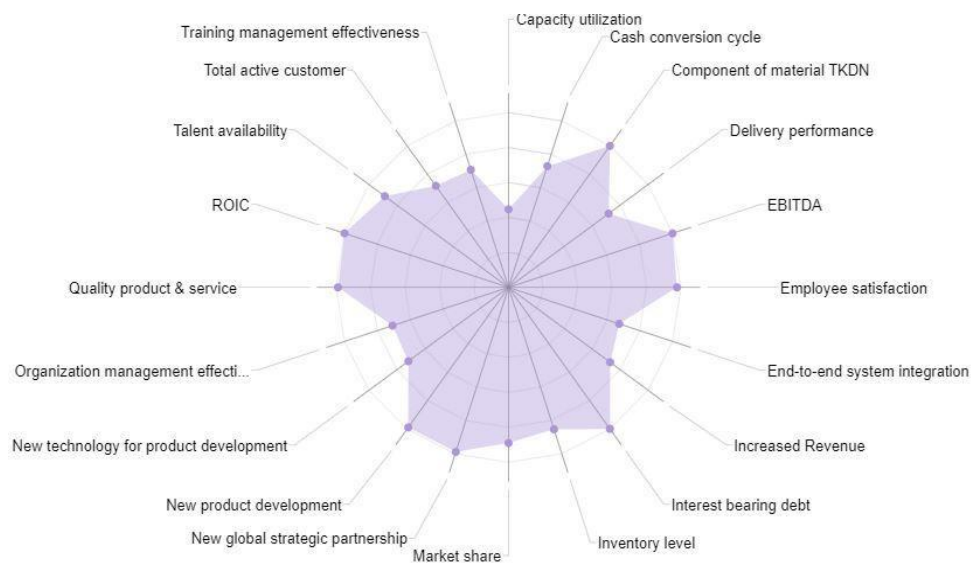 Capacity utilization
Training management effectiveness
Cash conversion cycle
Total active customer
Component of material TKDN
Talent availability
Delivery performance
ROIC
EBITDA
Quality product & service
Employee satisfaction
Organization management effecti...
End-to-end system integration
New technology for product development
Increased Revenue
New product development
Interest bearing debt
New global strategic partnership
Inventory level
Market share